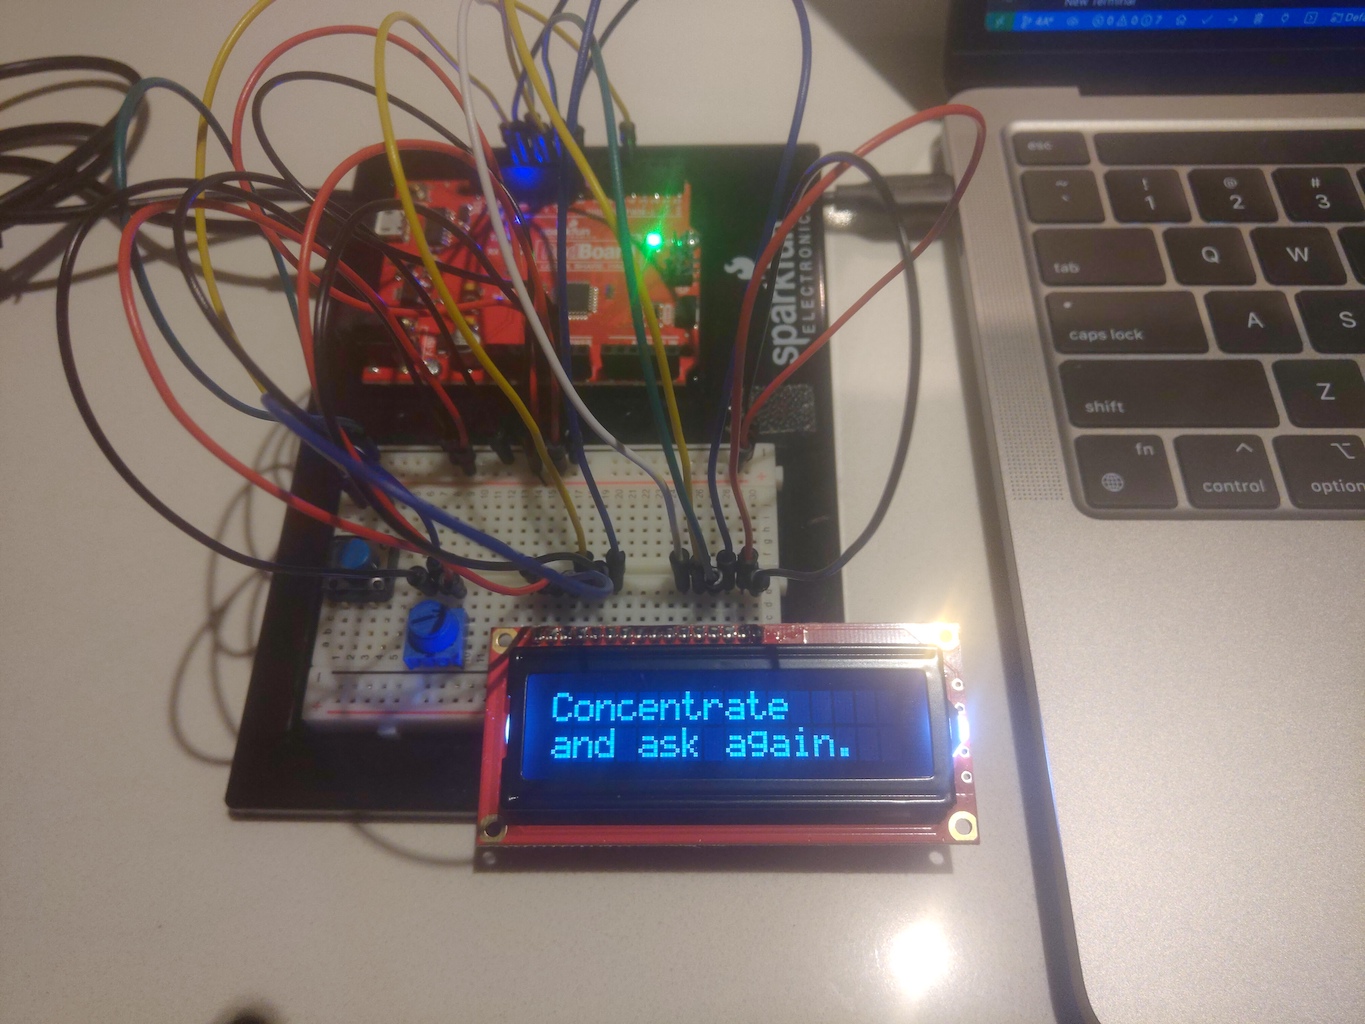 New Terminal
Board
sparkfun
ELECTRONICS
esc
~
`
!
1
@
2
#
3
tab
Q
W
caps lock
A
S
shift
Z
fn
control
option
Concentrate
and ask again.